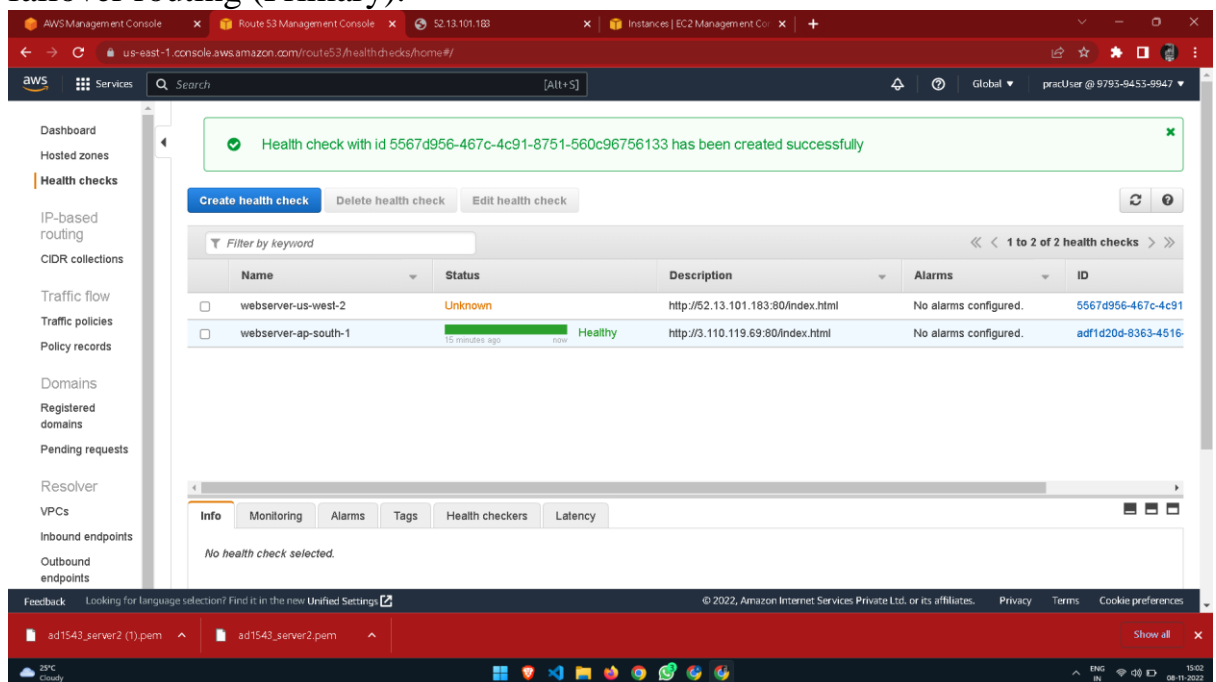 failover routing (Primary).
AWS Management Console
Route 53 Management Console
52.13.101.183
Instances | EC2 Management Co
us-east-1.console.aws.amazon.com/route53/healthchecks/home#/
aws Services Search [Alt+S] Global pracUser @ 9793-9453-9947
Dashboard
Hosted zones
Health checks
IP-based
routing
CIDR collections
Traffic flow
Traffic policies
Policy records
Domains
Registered
domains
Pending requests
Resolver
VPCs
Inbound endpoints
Outbound
endpoints
Health check with id 5567d956-467c-4c91-8751-560c96756133 has been created successfully
Create health check Delete health check Edit health check
Filter by keyword 1 to 2 of 2 health checks
Name Status Description Alarms ID
webserver-us-west-2 Unknown http://52.13.101.183:80/index.html No alarms configured. 5567d956-467c-4c91
webserver-ap-south-1 Healthy http://3.110.119.69:80/index.html No alarms configured. adf1d20d-8363-4516-
15 minutes ago now
Info Monitoring Alarms Tags Health checkers Latency
No health check selected.
Feedback Looking for language selection? Find it in the new Unified Settings © 2022, Amazon Internet Services Private Ltd. or its affiliates. Privacy Terms Cookie preferences
ad1543_server2 (1).pem ad1543_server2.pem Show all
25°C
Cloudy
ENG
IN
15:02
08-11-2022